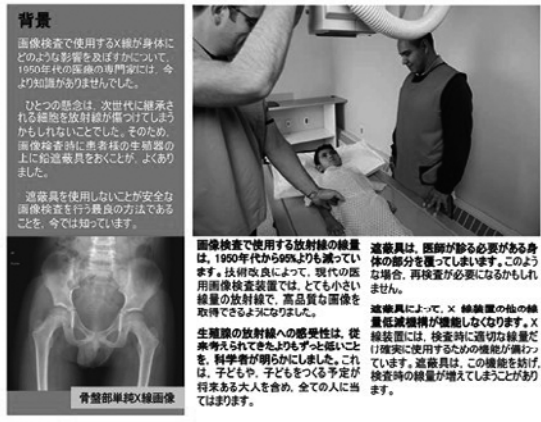 背景
画像検査で使用するX線が身体に
どのような影響を及ぼすかについて、
1950年代の医療の専門家には、今
より知識がありませんでした。
ひとつの懸念は、次世代に継承さ
れる細胞を放射線が傷つけてしまう
かもしれないことでした。そのため、
画像検査時に患者様の生殖器の
上に鉛遮蔽具をおくことが、よくあり
ました。
遮蔽具を使用しないことが安全な
画像検査を行う最良の方法である
ことを、今では知っています。
骨盤部単純X線画像
画像検査で使用する放射線の線量
は、1950年代から95%よりも減ってい
ます。技術改良によって、現代の医
用画像検査装置では、とても小さい
線量の放射線で、高品質な画像を
取得できるようになりました。
生殖腺の放射線への感受性は、従
来考えられてきたよりもずっと低いこと
を、科学者が明らかにしました。これ
は、子どもや、子どもをつくる予定が
将来ある大人を含め、全ての人に当
てはまります。
遮蔽具は、医師が診る必要がある身
体の部分を覆ってしまいます。このよう
な場合、再検査が必要になるかもしれ
ません。
遮蔽具によって、X 線装置の他の線
量低減機構が機能しなくなります。X
線装置には、検査時に適切な線量だ
け確実に使用するための機能が備わっ
ています。遮蔽具は、この機能を妨げ、
検査時の線量が増えてしまうことがあり
ます。